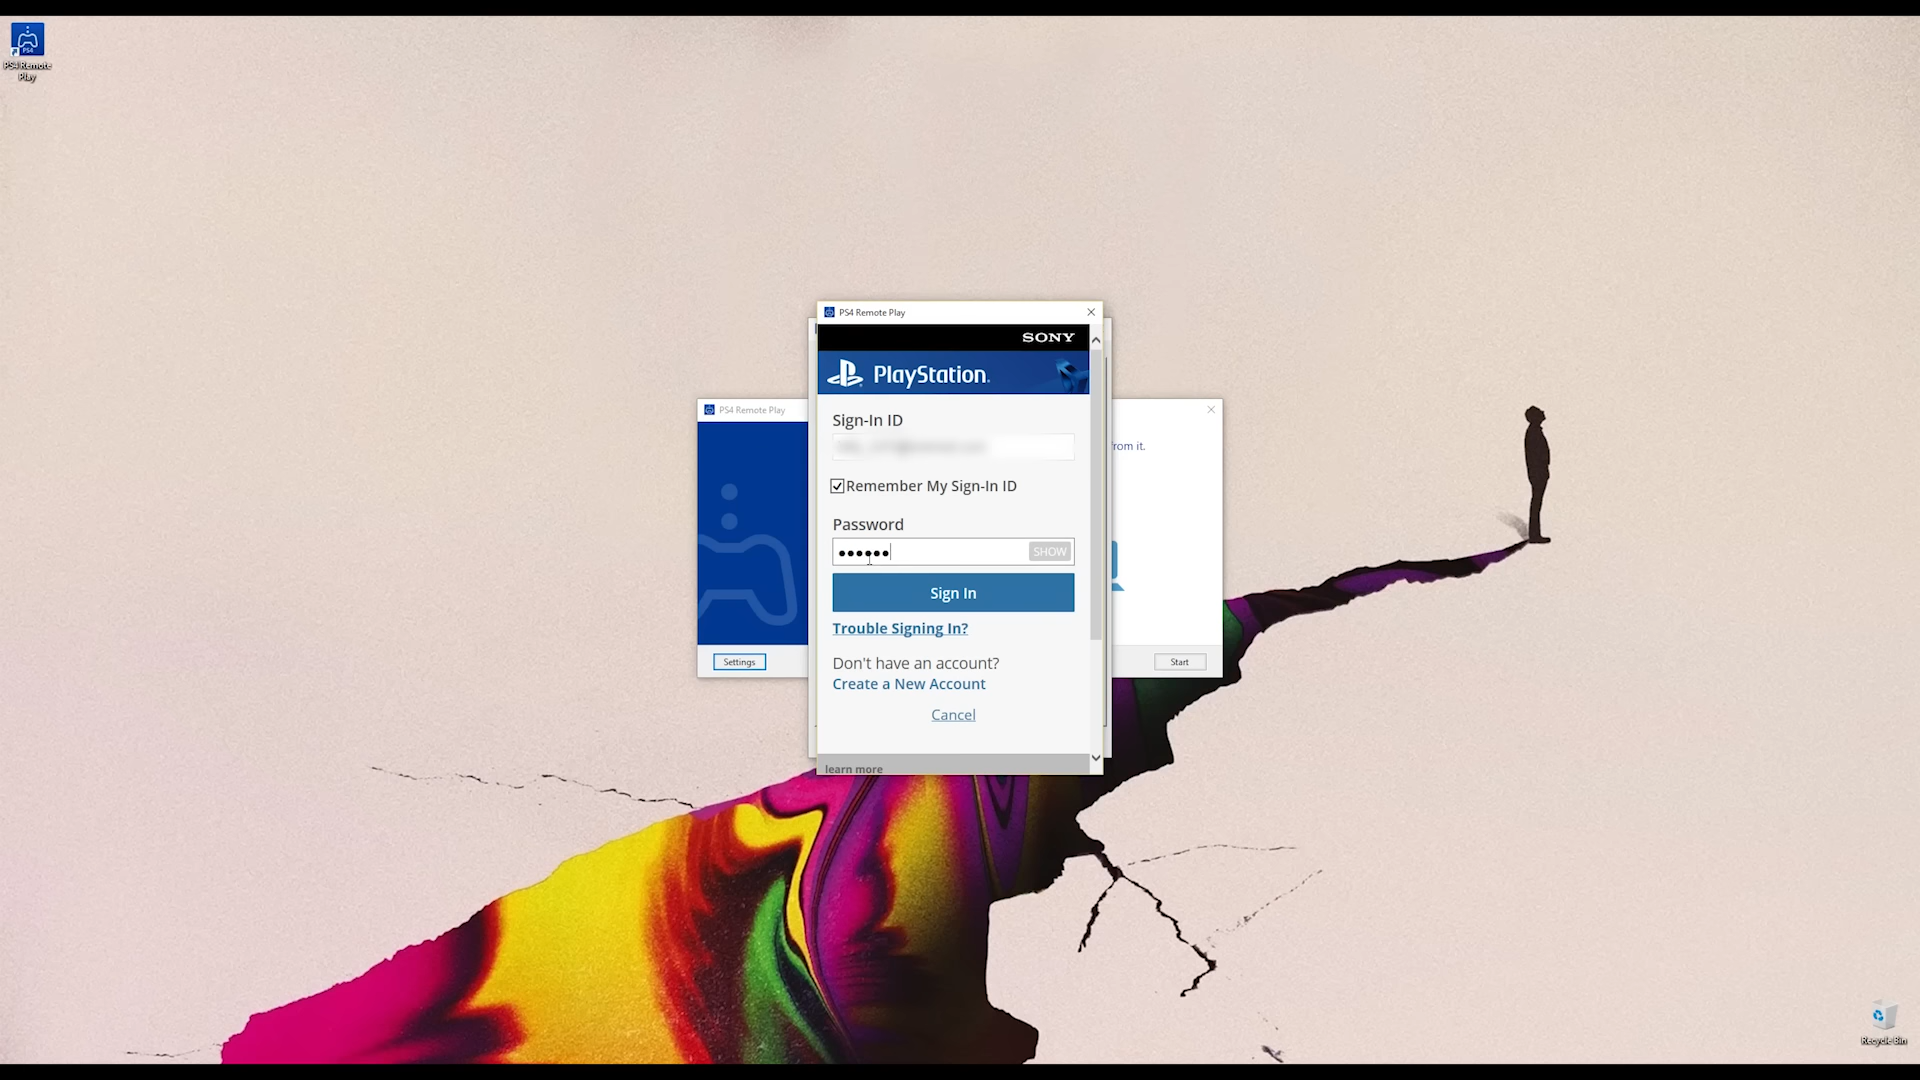 PS4 Remote
Play
PS4 Remote Play
SONY
PlayStation
Sign-In ID
Remember My Sign-In ID
Password
SHOW
Sign In
Trouble Signing In?
Don't have an account?
Create a New Account
Cancel
learn more
PS4 Remote Play
from it.
Settings
Start
Recycle Bin